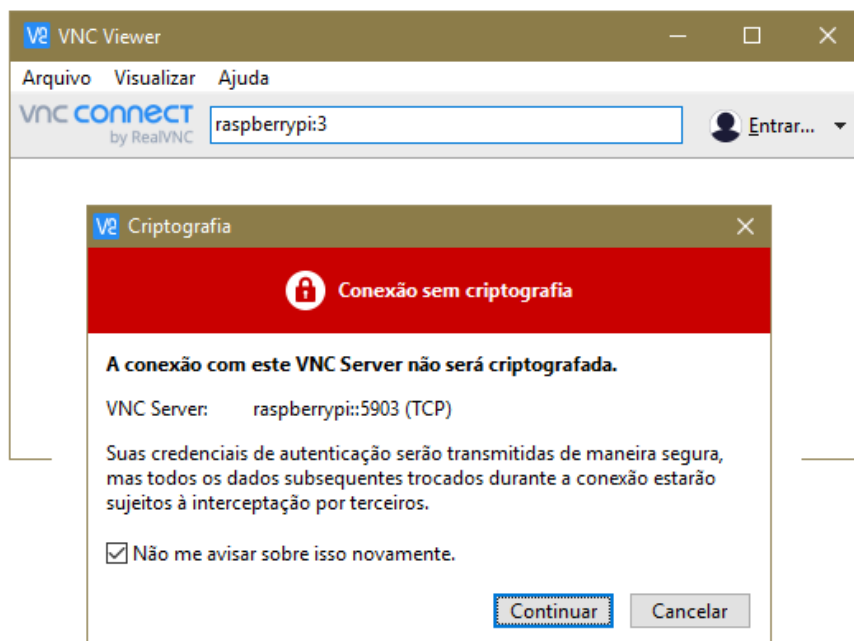 VNC Viewer
Arquivo Visualizar Ajuda
VNC CONNECT
by RealVNC
raspberrypi:3
Entrar...
Criptografia
Conexão sem criptografia
A conexão com este VNC Server não será criptografada.
VNC Server: raspberrypi::5903 (TCP)
Suas credenciais de autenticação serão transmitidas de maneira segura,
mas todos os dados subsequentes trocados durante a conexão estarão
sujeitos à interceptação por terceiros.
Não me avisar sobre isso novamente.
Continuar Cancelar